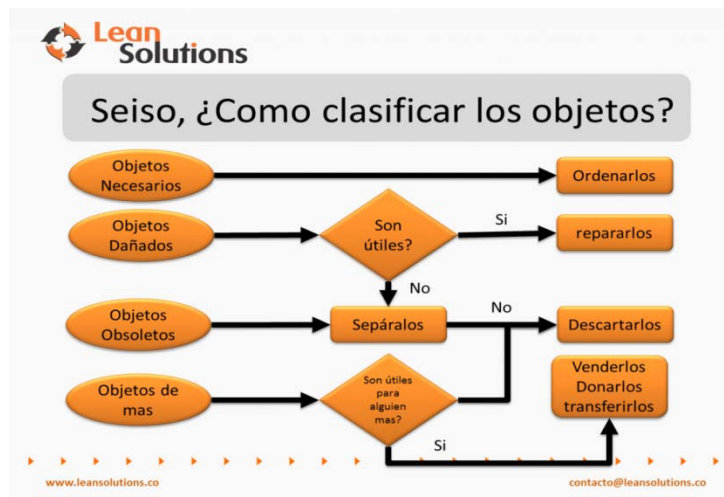 Lean
Solutions
Seiso, ¿Como clasificar los objetos?
Objetos
Necesarios
Ordenarlos
Objetos
Dañados
Son
útiles?
Si
repararlos
No
Objetos
Obsoletos
Sepáralos
No
Descartarlos
Objetos de
mas
Son útiles
para
alguien
mas?
Venderlos
Donarlos
transferirlos
Si
www.leansolutions.co
contacto@leansolutions.co